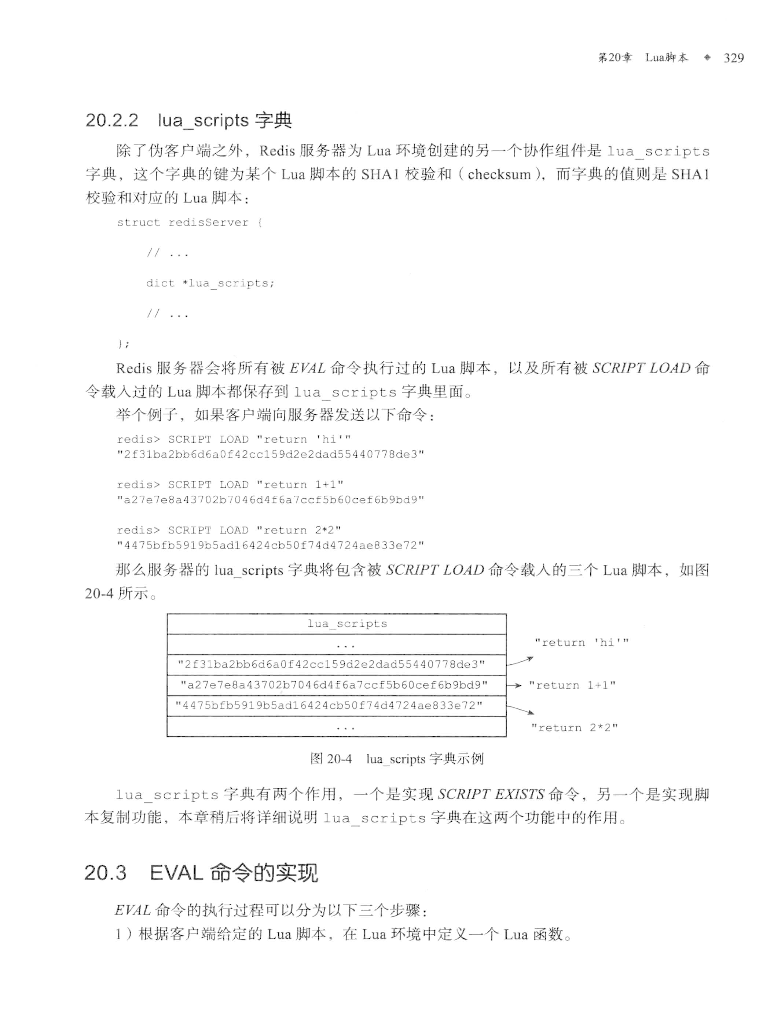 第20章 Lua脚本 ◆ 329
20.2.2 lua_scripts 字典
除了伪客户端之外，Redis 服务器为 Lua 环境创建的另一个协作组件是 lua_scripts
字典，这个字典的键为某个 Lua 脚本的 SHA1 校验和（checksum），而字典的值则是 SHA1
校验和对应的 Lua 脚本：
struct redisServer {
// ...
dict *lua_scripts;
// ...
};
Redis 服务器会将所有被 EVAL 命令执行过的 Lua 脚本，以及所有被 SCRIPT LOAD 命
令载入过的 Lua 脚本都保存到 lua_scripts 字典里面。
举个例子，如果客户端向服务器发送以下命令：
redis> SCRIPT LOAD "return 'hi'"
"2f31ba2bb6d6a0f42cc159d2e2dad55440778de3"
redis> SCRIPT LOAD "return 1+1"
"a27e7e8a43702b7046d4f6a7ccf5b60cef6b9bd9"
redis> SCRIPT LOAD "return 2*2"
"4475bfb5919b5ad16424cb50f74d4724ae833e72"
那么服务器的 lua_scripts 字典将包含被 SCRIPT LOAD 命令载入的三个 Lua 脚本，如图
20-4 所示。
lua_scripts
...
"return 'hi'"
"2f31ba2bb6d6a0f42cc159d2e2dad55440778de3"
"a27e7e8a43702b7046d4f6a7ccf5b60cef6b9bd9" "return 1+1"
"4475bfb5919b5ad16424cb50f74d4724ae833e72"
...
"return 2*2"
图 20-4 lua_scripts 字典示例
lua_scripts 字典有两个作用，一个是实现 SCRIPT EXISTS 命令，另一个是实现脚
本复制功能，本章稍后将详细说明 lua_scripts 字典在这两个功能中的作用。
20.3 EVAL 命令的实现
EVAL 命令的执行过程可以分为以下三个步骤：
1）根据客户端给定的 Lua 脚本，在 Lua 环境中定义一个 Lua 函数。